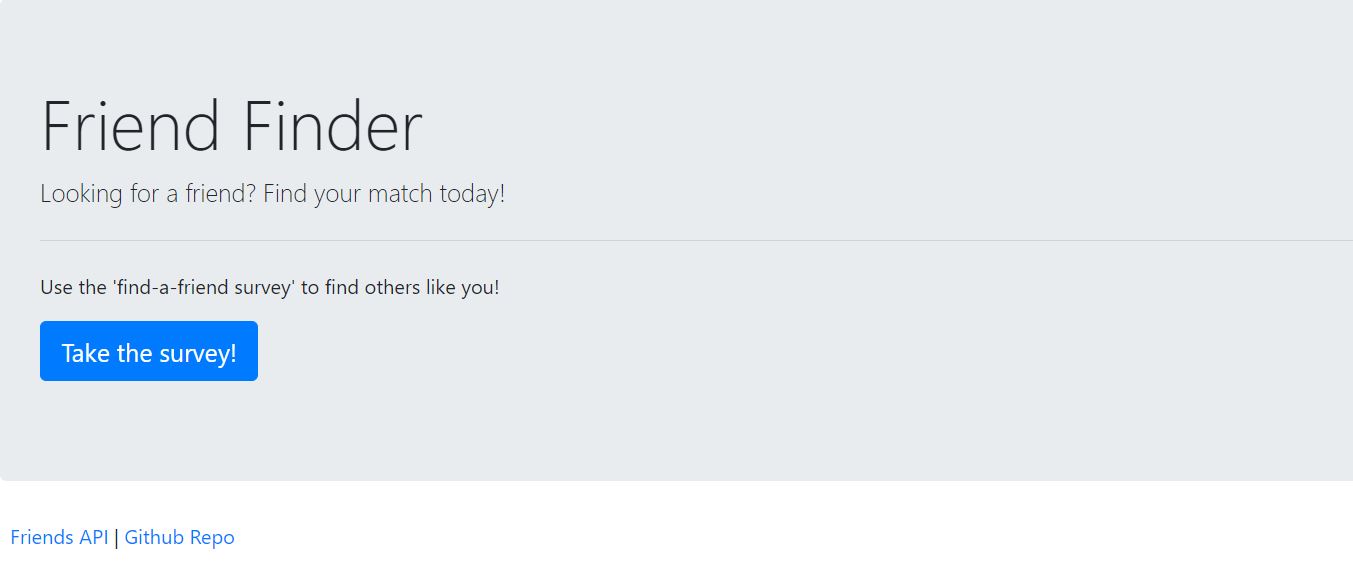 Friend Finder
Looking for a friend? Find your match today!
Use the 'find-a-friend survey' to find others like you!
Take the survey!
Friends API | Github Repo